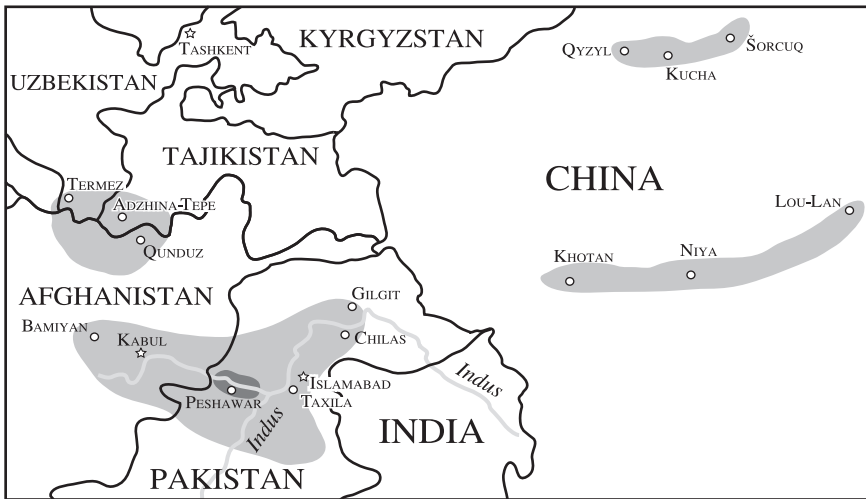 KYRGYZSTAN
TASHKENT
UZBEKISTAN
QYZYL
ŠORCUQ
KUCHA
TAJIKISTAN
CHINA
TERMEZ
ADZHINA-TEPE
LOU-LAN
QUNDUZ
KHOTAN
NIYA
AFGHANISTAN
GILGIT
BAMIYAN
KABUL
CHILAS
ISLAMABAD
Indus
PESHAWAR
TAXILA
Indus
INDIA
PAKISTAN